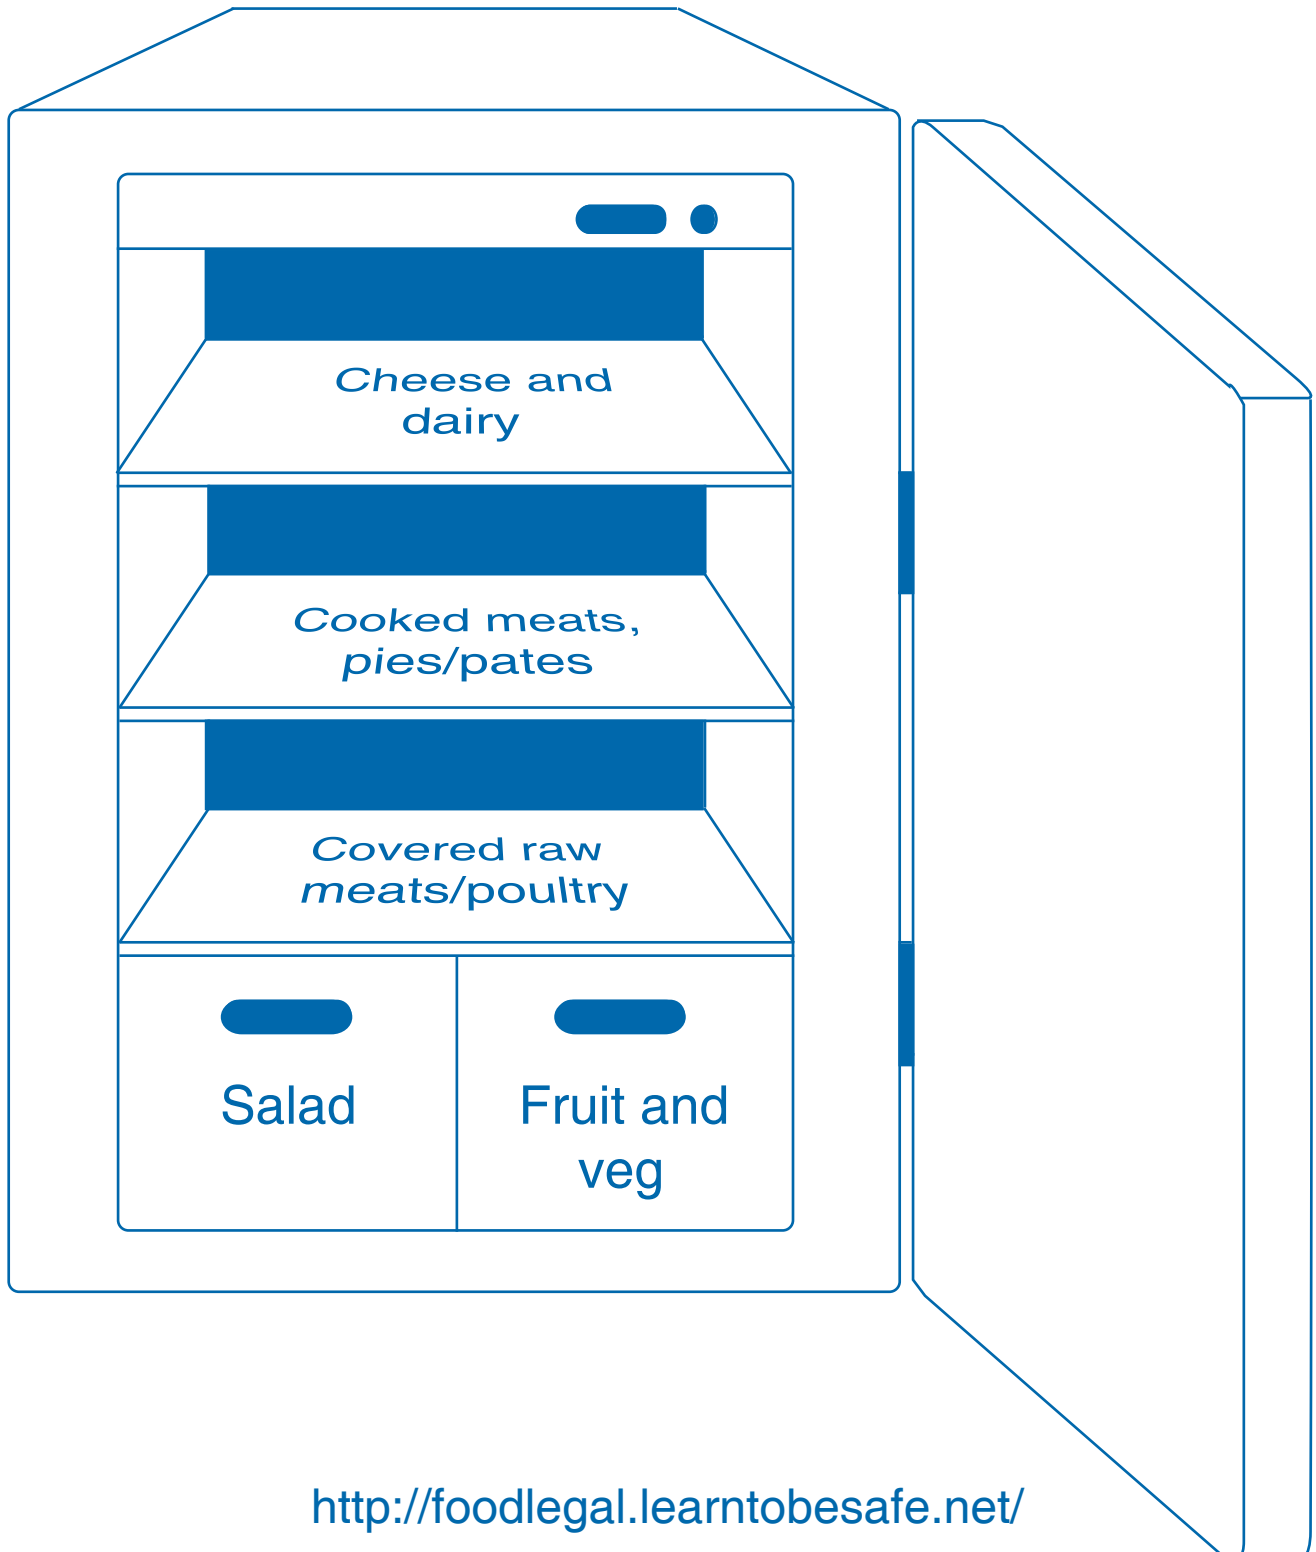 Cheese and
dairy
Cooked meats,
pies/pates
Covered raw
meats/poultry
Salad
Fruit and
veg
http://foodlegal.learntobesafe.net/